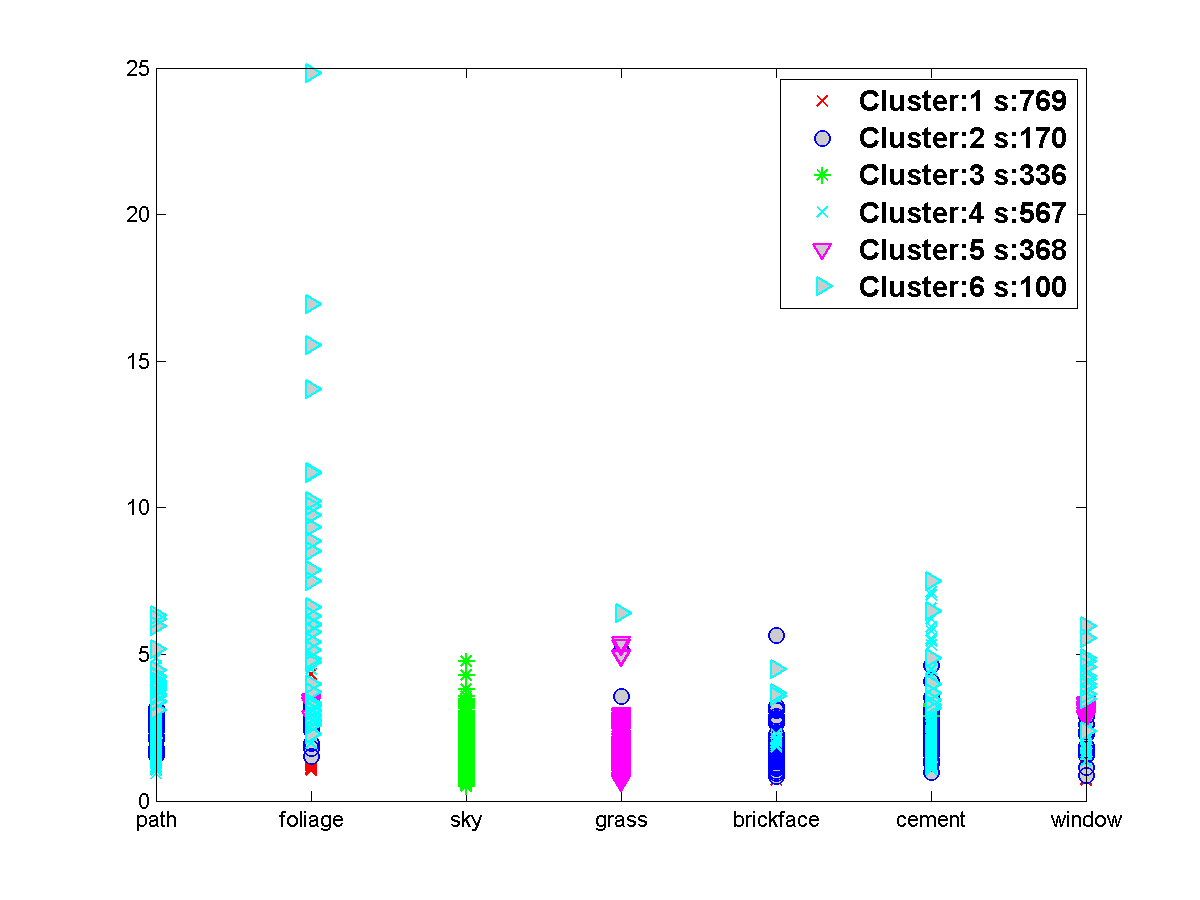 25
20
15
10
5
0
path foliage sky grass brickface cement window
Cluster:1 s:769
Cluster:2 s:170
Cluster:3 s:336
Cluster:4 s:567
Cluster:5 s:368
Cluster:6 s:100